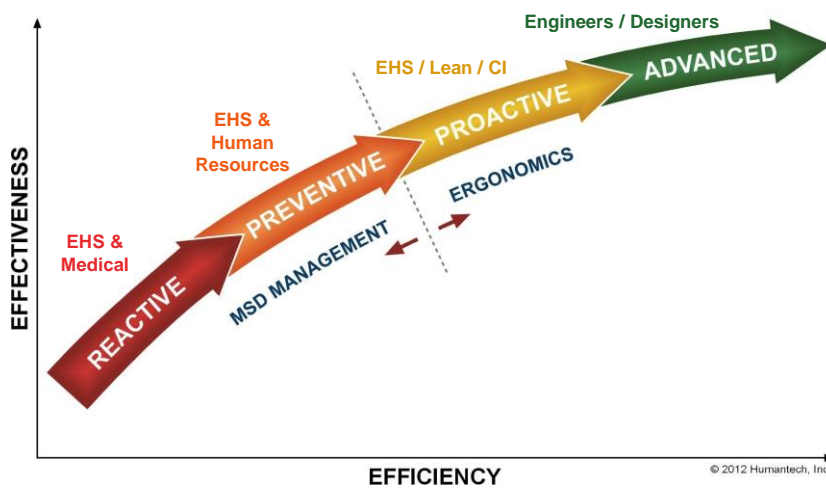 Engineers / Designers
ADVANCED
EHS / Lean / CI
PROACTIVE
EHS &
Human
Resources
PREVENTIVE
ERGONOMICS
MSD MANAGEMENT
EHS &
Medical
REACTIVE
EFFECTIVENESS
EFFICIENCY
© 2012 Humantech, Inc